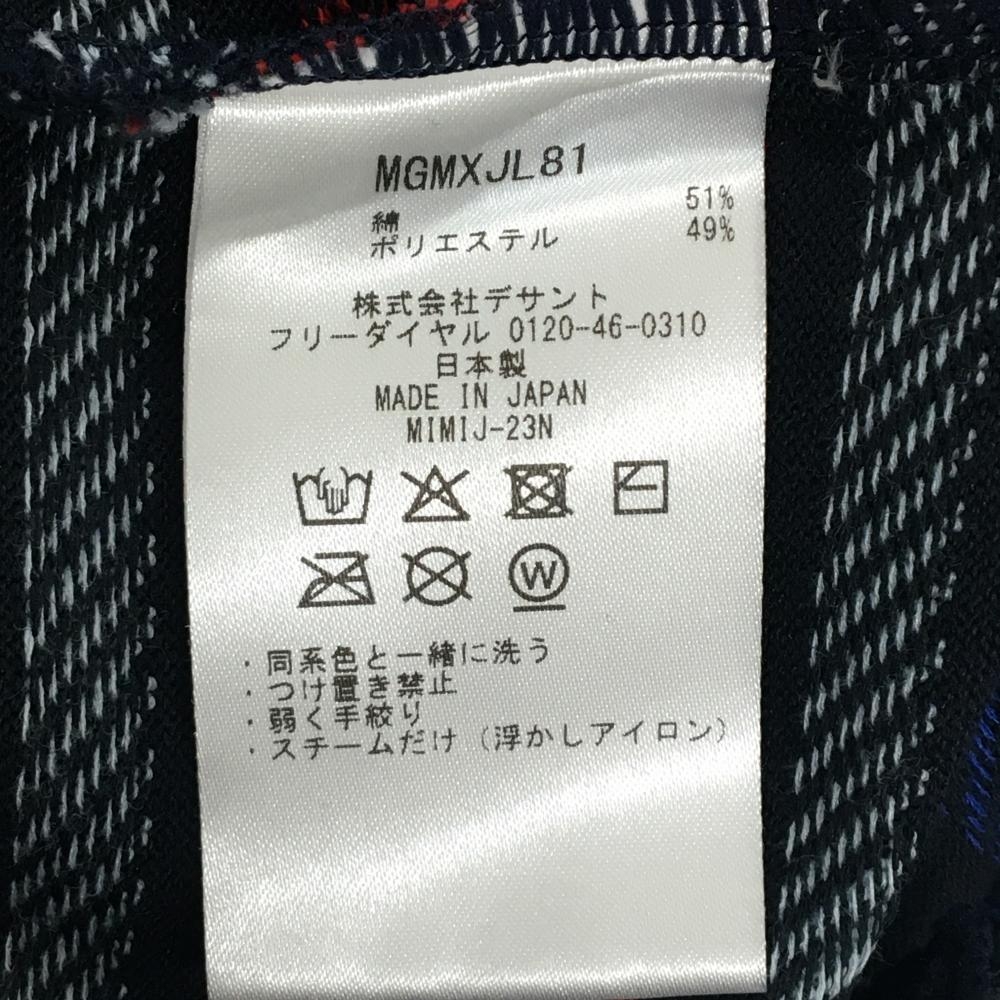 MGMXJL81
綿 51%
ポリエステル 49%
株式会社デサント
フリーダイヤル 0120-46-0310
日本製
MADE IN JAPAN
MIMIJ-23N
W
・同系色と一緒に洗う
・つけ置き禁止
・弱く手絞り
・スチームだけ（浮かしアイロン）